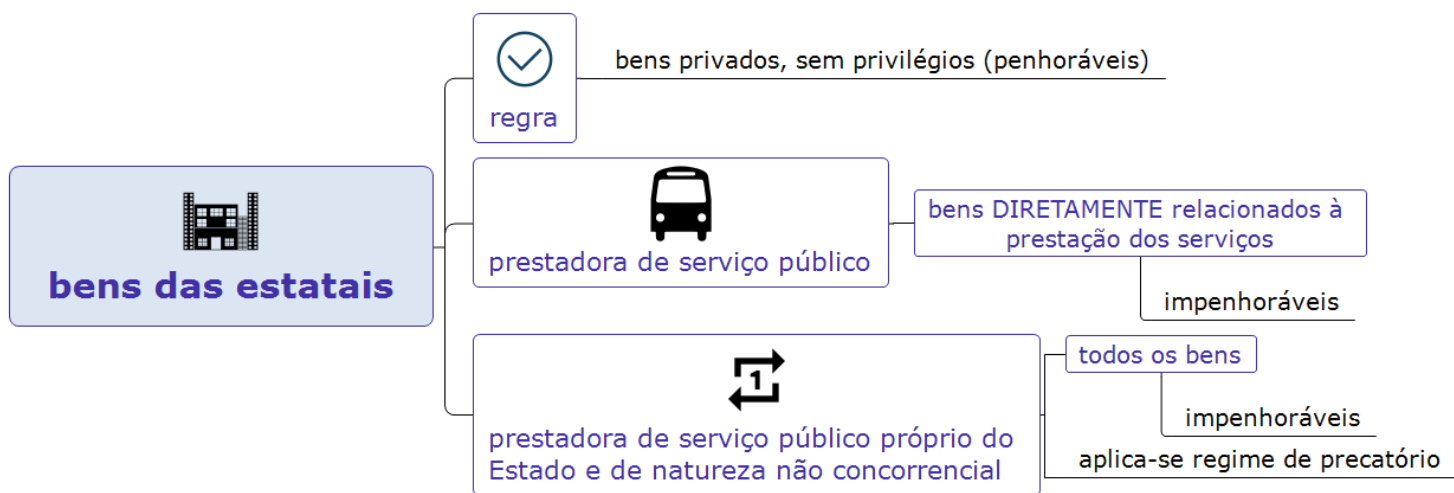 bens das estatais
regra
bens privados, sem privilégios (penhoráveis)
prestadora de serviço público
bens DIRETAMENTE relacionados à
prestação dos serviços
impenhoráveis
1
prestadora de serviço público próprio do
Estado e de natureza não concorrencial
todos os bens
impenhoráveis
aplica-se regime de precatório